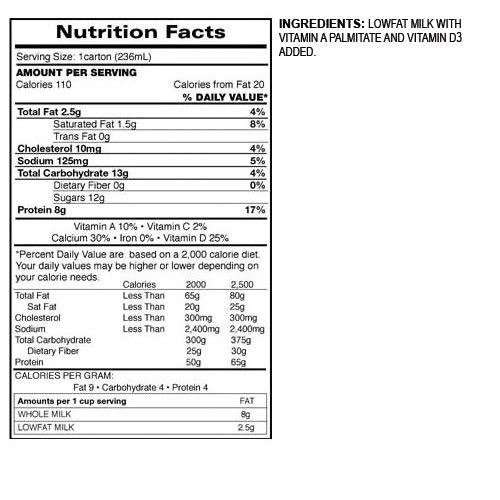 Nutrition Facts
Serving Size: 1carton (236mL)
AMOUNT PER SERVING
Calories 110 Calories from Fat 20
% DAILY VALUE*
Total Fat 2.5g 4%
Saturated Fat 1.5g 8%
Trans Fat 0g
Cholesterol 10mg 4%
Sodium 125mg 5%
Total Carbohydrate 13g 4%
Dietary Fiber 0g 0%
Sugars 12g
Protein 8g 17%
Vitamin A 10% • Vitamin C 2%
Calcium 30% • Iron 0% • Vitamin D 25%
*Percent Daily Value are based on a 2,000 calorie diet.
Your daily values may be higher or lower depending on
your calorie needs.
Calories 2000 2,500
Total Fat Less Than 65g 80g
Sat Fat Less Than 20g 25g
Cholesterol Less Than 300mg 300mg
Sodium Less Than 2,400mg 2,400mg
Total Carbohydrate 300g 375g
Dietary Fiber 25g 30g
Protein 50g 65g
CALORIES PER GRAM:
Fat 9 • Carbohydrate 4 • Protein 4
Amounts per 1 cup serving FAT
WHOLE MILK 8g
LOWFAT MILK 2.5g
INGREDIENTS: LOWFAT MILK WITH
VITAMIN A PALMITATE AND VITAMIN D3
ADDED.